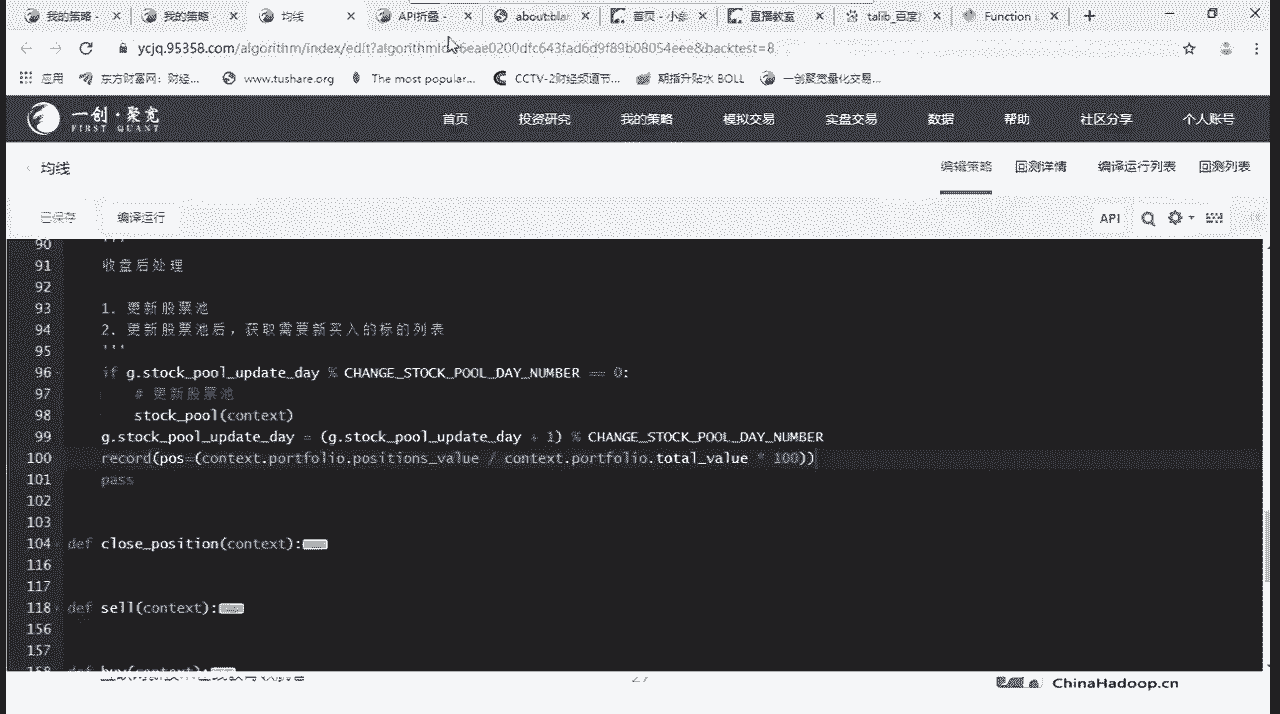 我的策略 -
我的策略
均线
API折叠 -
about:blan
首页 - 小鹅
直播教室
talib_百度
Function
ycjq.95358.com/algorithm/index/edit?algorithmId=6eae0200dfc643fad6d9f89b08054eee&backtest=8
应用
东方财富网：财经...
www.tushare.org
The most popular...
CCTV-2财经频道节...
期指升贴水 BOLL
一创聚宽量化交易...
一创·聚宽
FIRST QUANT
首页
投资研究
我的策略
模拟交易
实盘交易
数据
帮助
社区分享
个人账号
均线
编辑策略
回测详情
编译运行列表
回测列表
已保存
编译运行
API
90 '''
91 收盘后处理
92
93 1. 更新股票池
94 2. 更新股票池后，获取需要新买入的标的列表
95 '''
96 if g.stock_pool_update_day % CHANGE_STOCK_POOL_DAY_NUMBER == 0:
97 # 更新股票池
98 stock_pool(context)
99 g.stock_pool_update_day = (g.stock_pool_update_day + 1) % CHANGE_STOCK_POOL_DAY_NUMBER
100 record(pos=(context.portfolio.positions_value / context.portfolio.total_value * 100))
101 pass
102
103
104 def close_position(context):
116
117
118 def sell(context):
156
157
158 def buy(context):
27
ChinaHadoop.cn